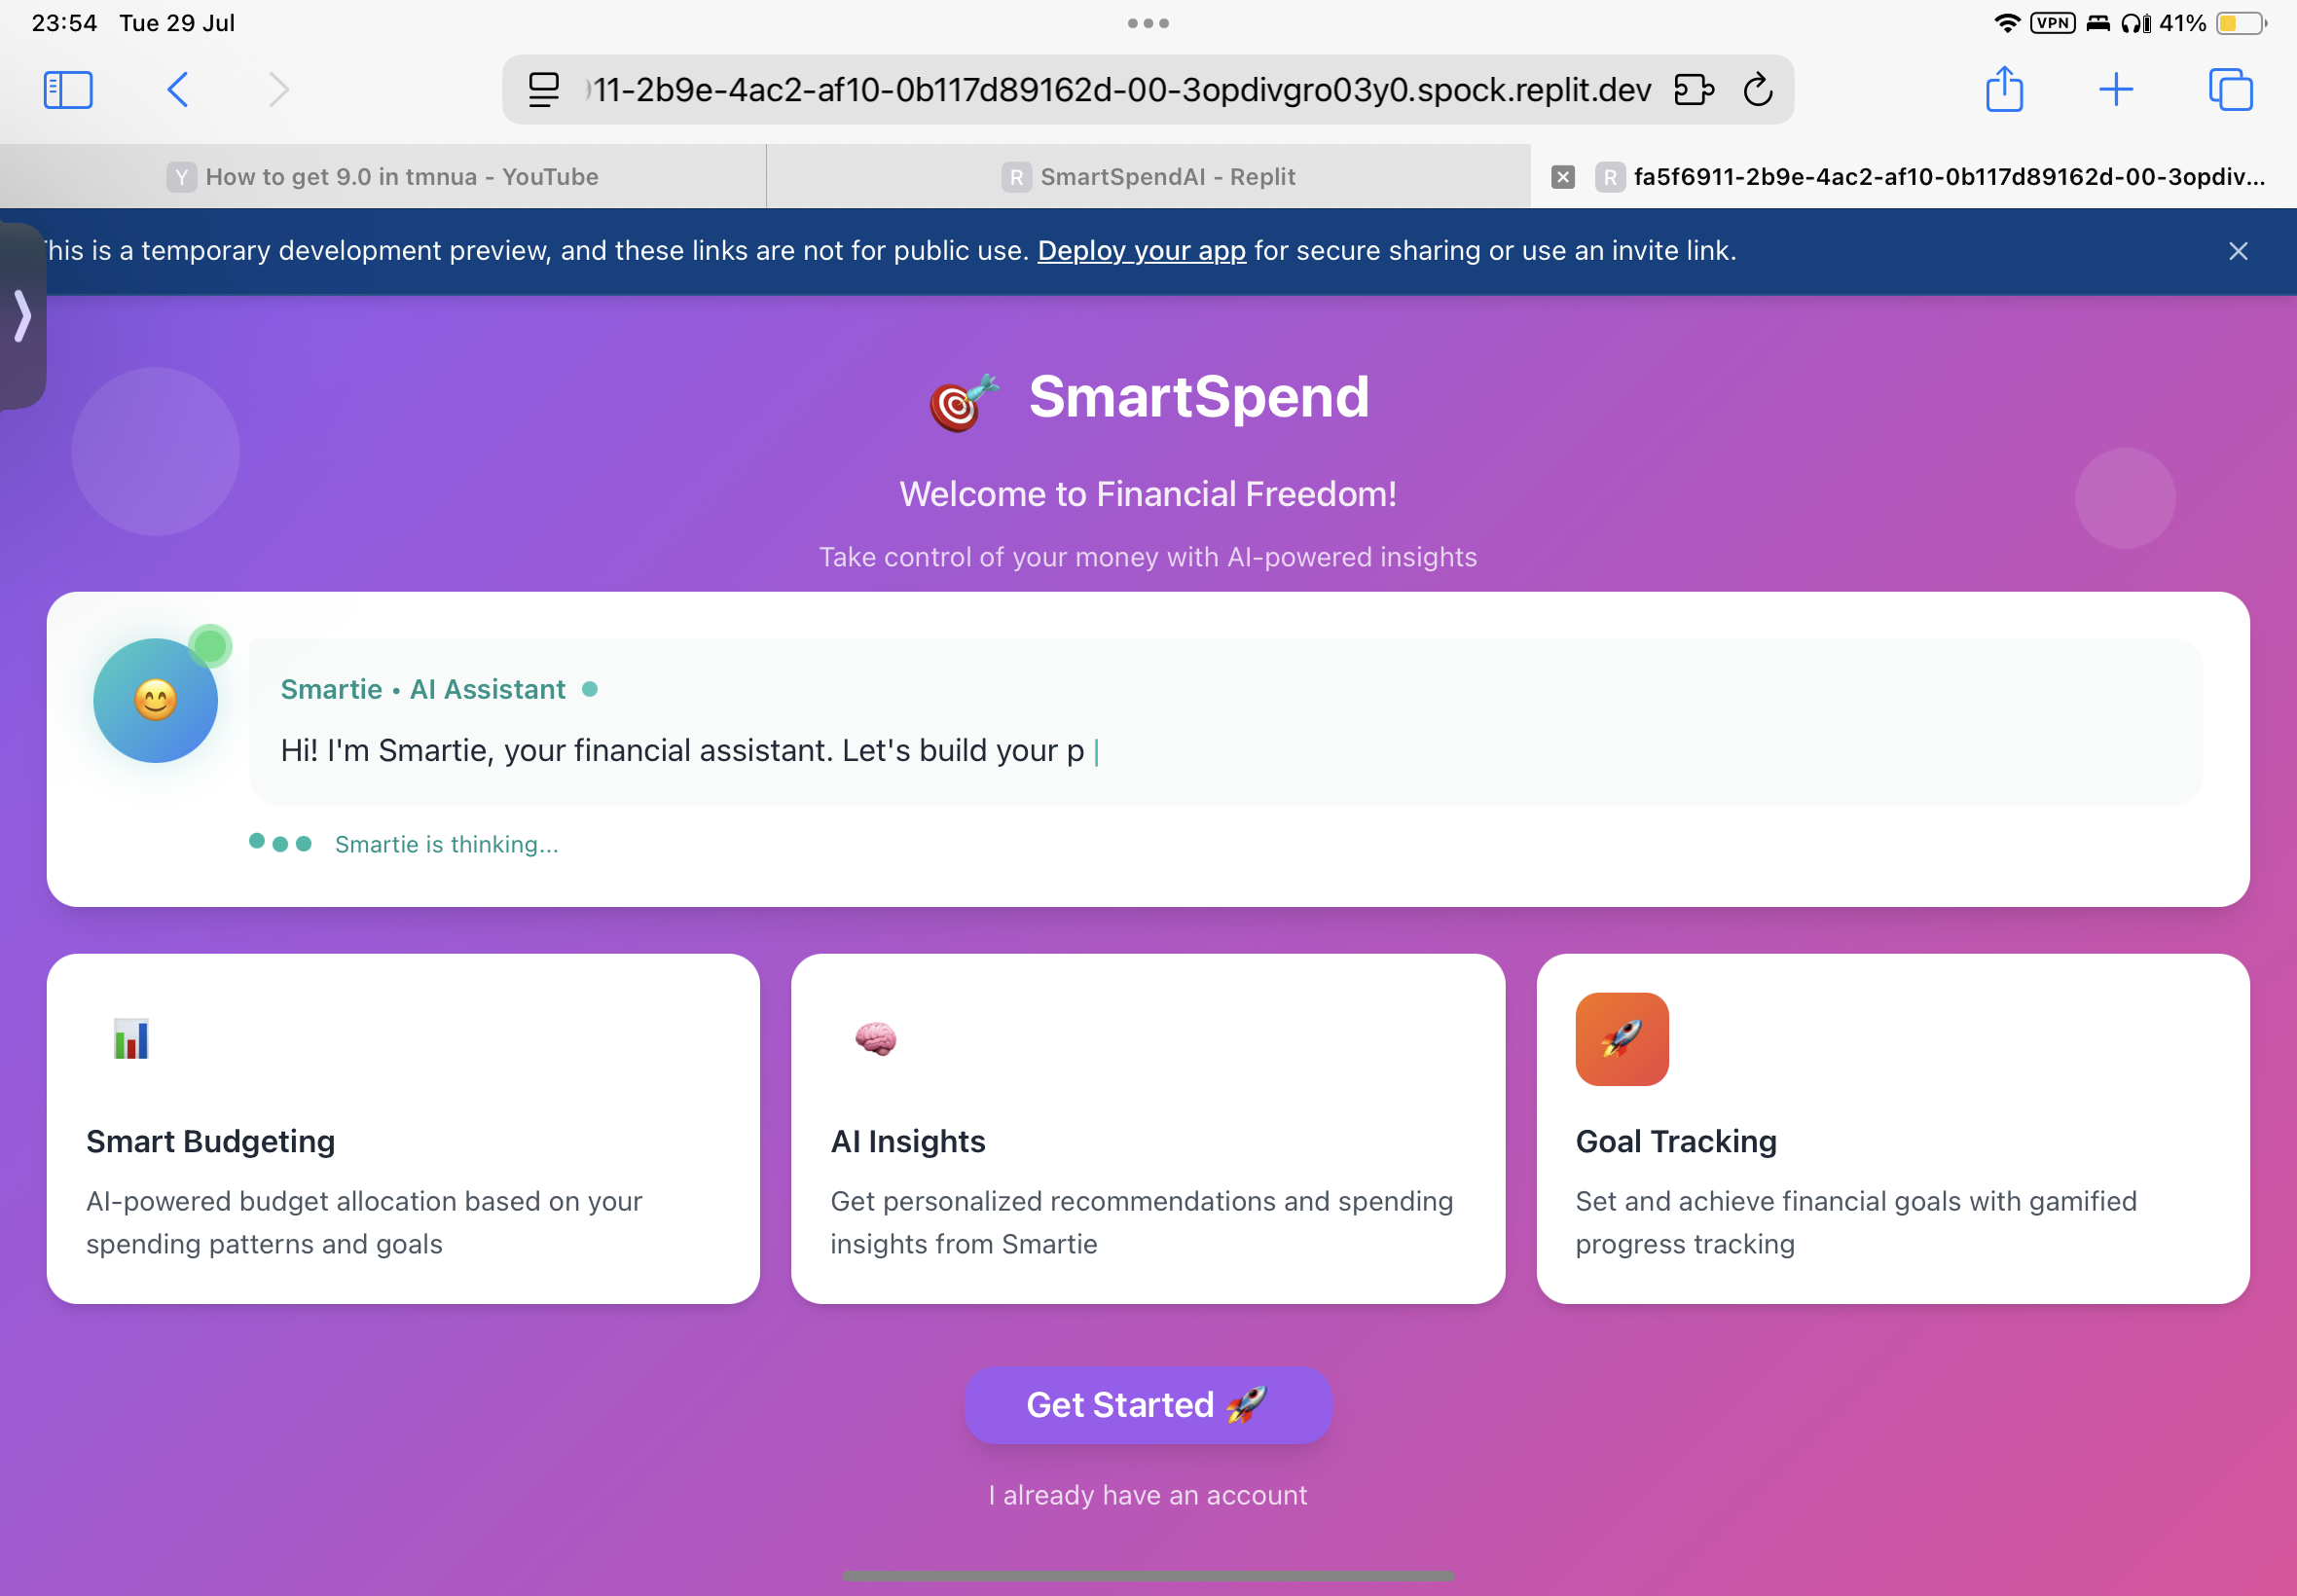 23:54 Tue 29 Jul
VPN 41%
11-2b9e-4ac2-af10-0b117d89162d-00-3opdivgro03y0.spock.replit.dev
Y How to get 9.0 in tmnua - YouTube
R SmartSpendAI - Replit
R fa5f6911-2b9e-4ac2-af10-0b117d89162d-00-3opdiv...
his is a temporary development preview, and these links are not for public use. Deploy your app for secure sharing or use an invite link.
SmartSpend
Welcome to Financial Freedom!
Take control of your money with AI-powered insights
Smartie • AI Assistant
Hi! I'm Smartie, your financial assistant. Let's build your p
Smartie is thinking...
Smart Budgeting
AI-powered budget allocation based on your
spending patterns and goals
AI Insights
Get personalized recommendations and spending
insights from Smartie
Goal Tracking
Set and achieve financial goals with gamified
progress tracking
Get Started 🚀
I already have an account